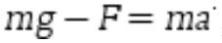 mg − F = ma